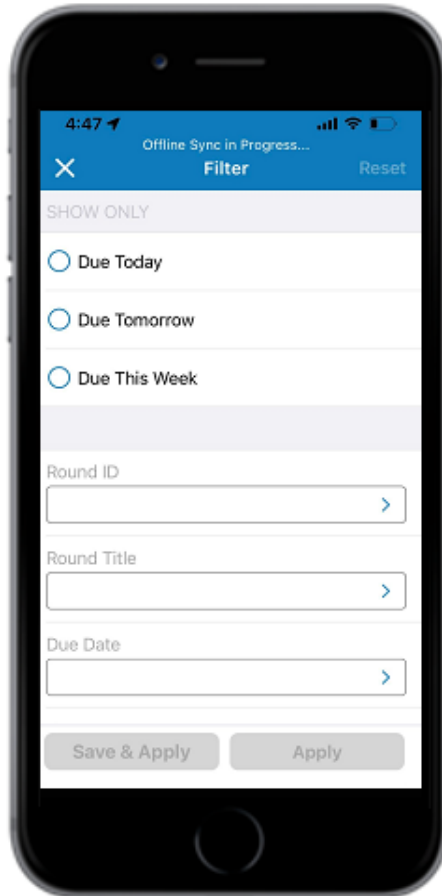 4:47
Offline Sync in Progress...
Filter
Reset
SHOW ONLY
Due Today
Due Tomorrow
Due This Week
Round ID
Round Title
Due Date
Save & Apply
Apply